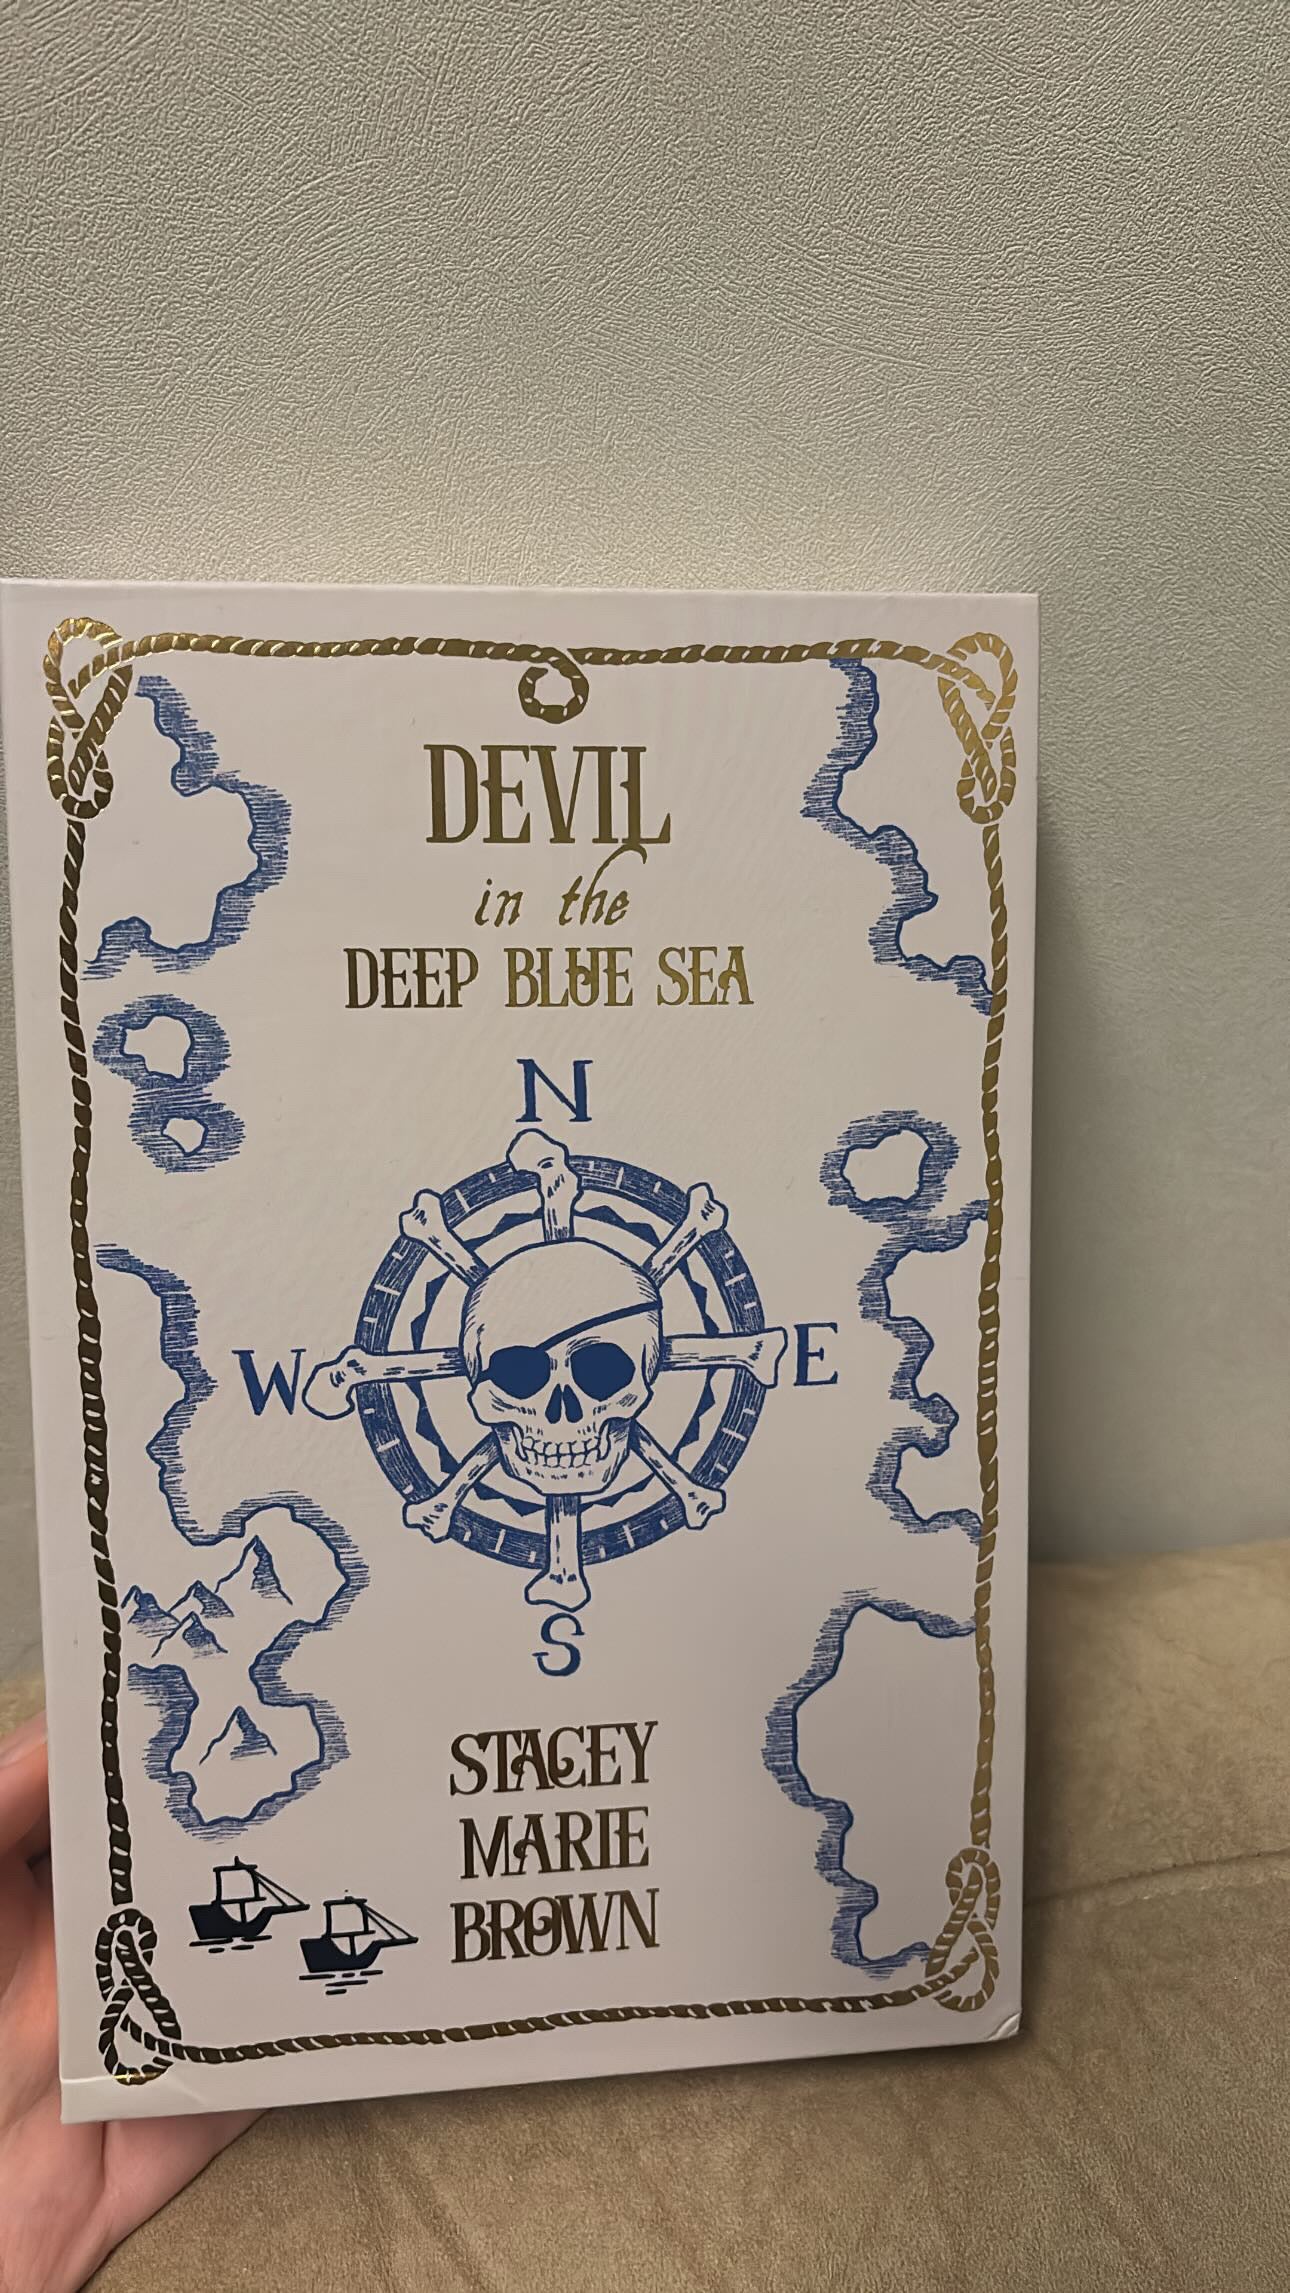 DEVIL
in the
DEEP BLUE SEA
N
W E
S
STACEY
MARIE
BROWN